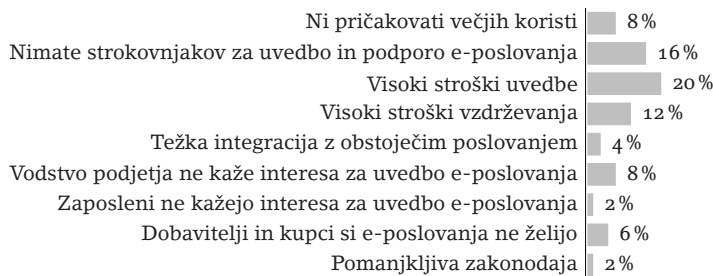 Ni pričakovati večjih koristi 8 %
Nimate strokovnjakov za uvedbo in podporo e-poslovanja 16 %
Visoki stroški uvedbe 20 %
Visoki stroški vzdrževanja 12 %
Težka integracija z obstoječim poslovanjem 4 %
Vodstvo podjetja ne kaže interesa za uvedbo e-poslovanja 8 %
Zaposleni ne kažejo interesa za uvedbo e-poslovanja 2 %
Dobavitelji in kupci si e-poslovanja ne želijo 6 %
Pomanjkljiva zakonodaja 2 %